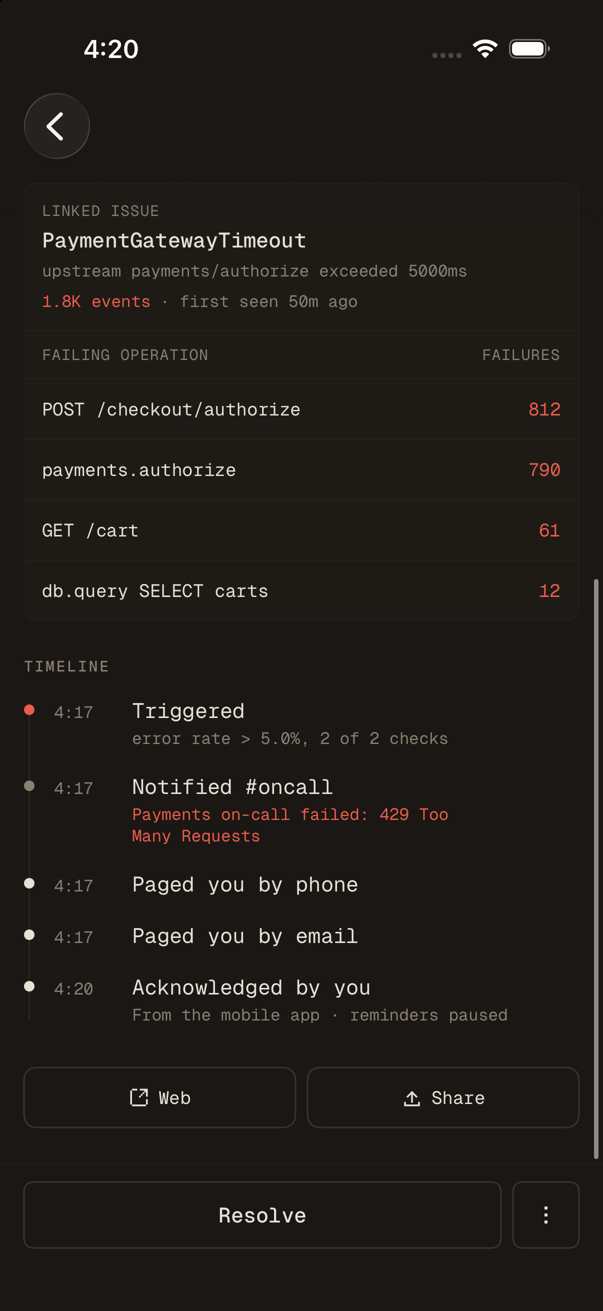 4:20
LINKED ISSUE
PaymentGatewayTimeout
upstream payments/authorize exceeded 5000ms
1.8K events · first seen 50m ago
FAILING OPERATION FAILURES
POST /checkout/authorize 812
payments.authorize 790
GET /cart 61
db.query SELECT carts 12
TIMELINE
4:17 Triggered
error rate > 5.0%, 2 of 2 checks
4:17 Notified #oncall
Payments on-call failed: 429 Too
Many Requests
4:17 Paged you by phone
4:17 Paged you by email
4:20 Acknowledged by you
From the mobile app · reminders paused
Web Share
Resolve